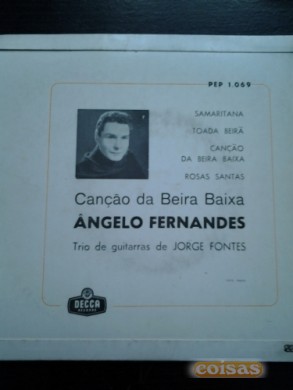 PEP 1.069
SAMARITANA
TOADA BEIRÃ
CANÇÃO
DA BEIRA BAIXA
ROSAS SANTAS
Canção da Beira Baixa
ÂNGELO FERNANDES
Trio de guitarras de JORGE FONTES
DECCA
RECORDS
coisas